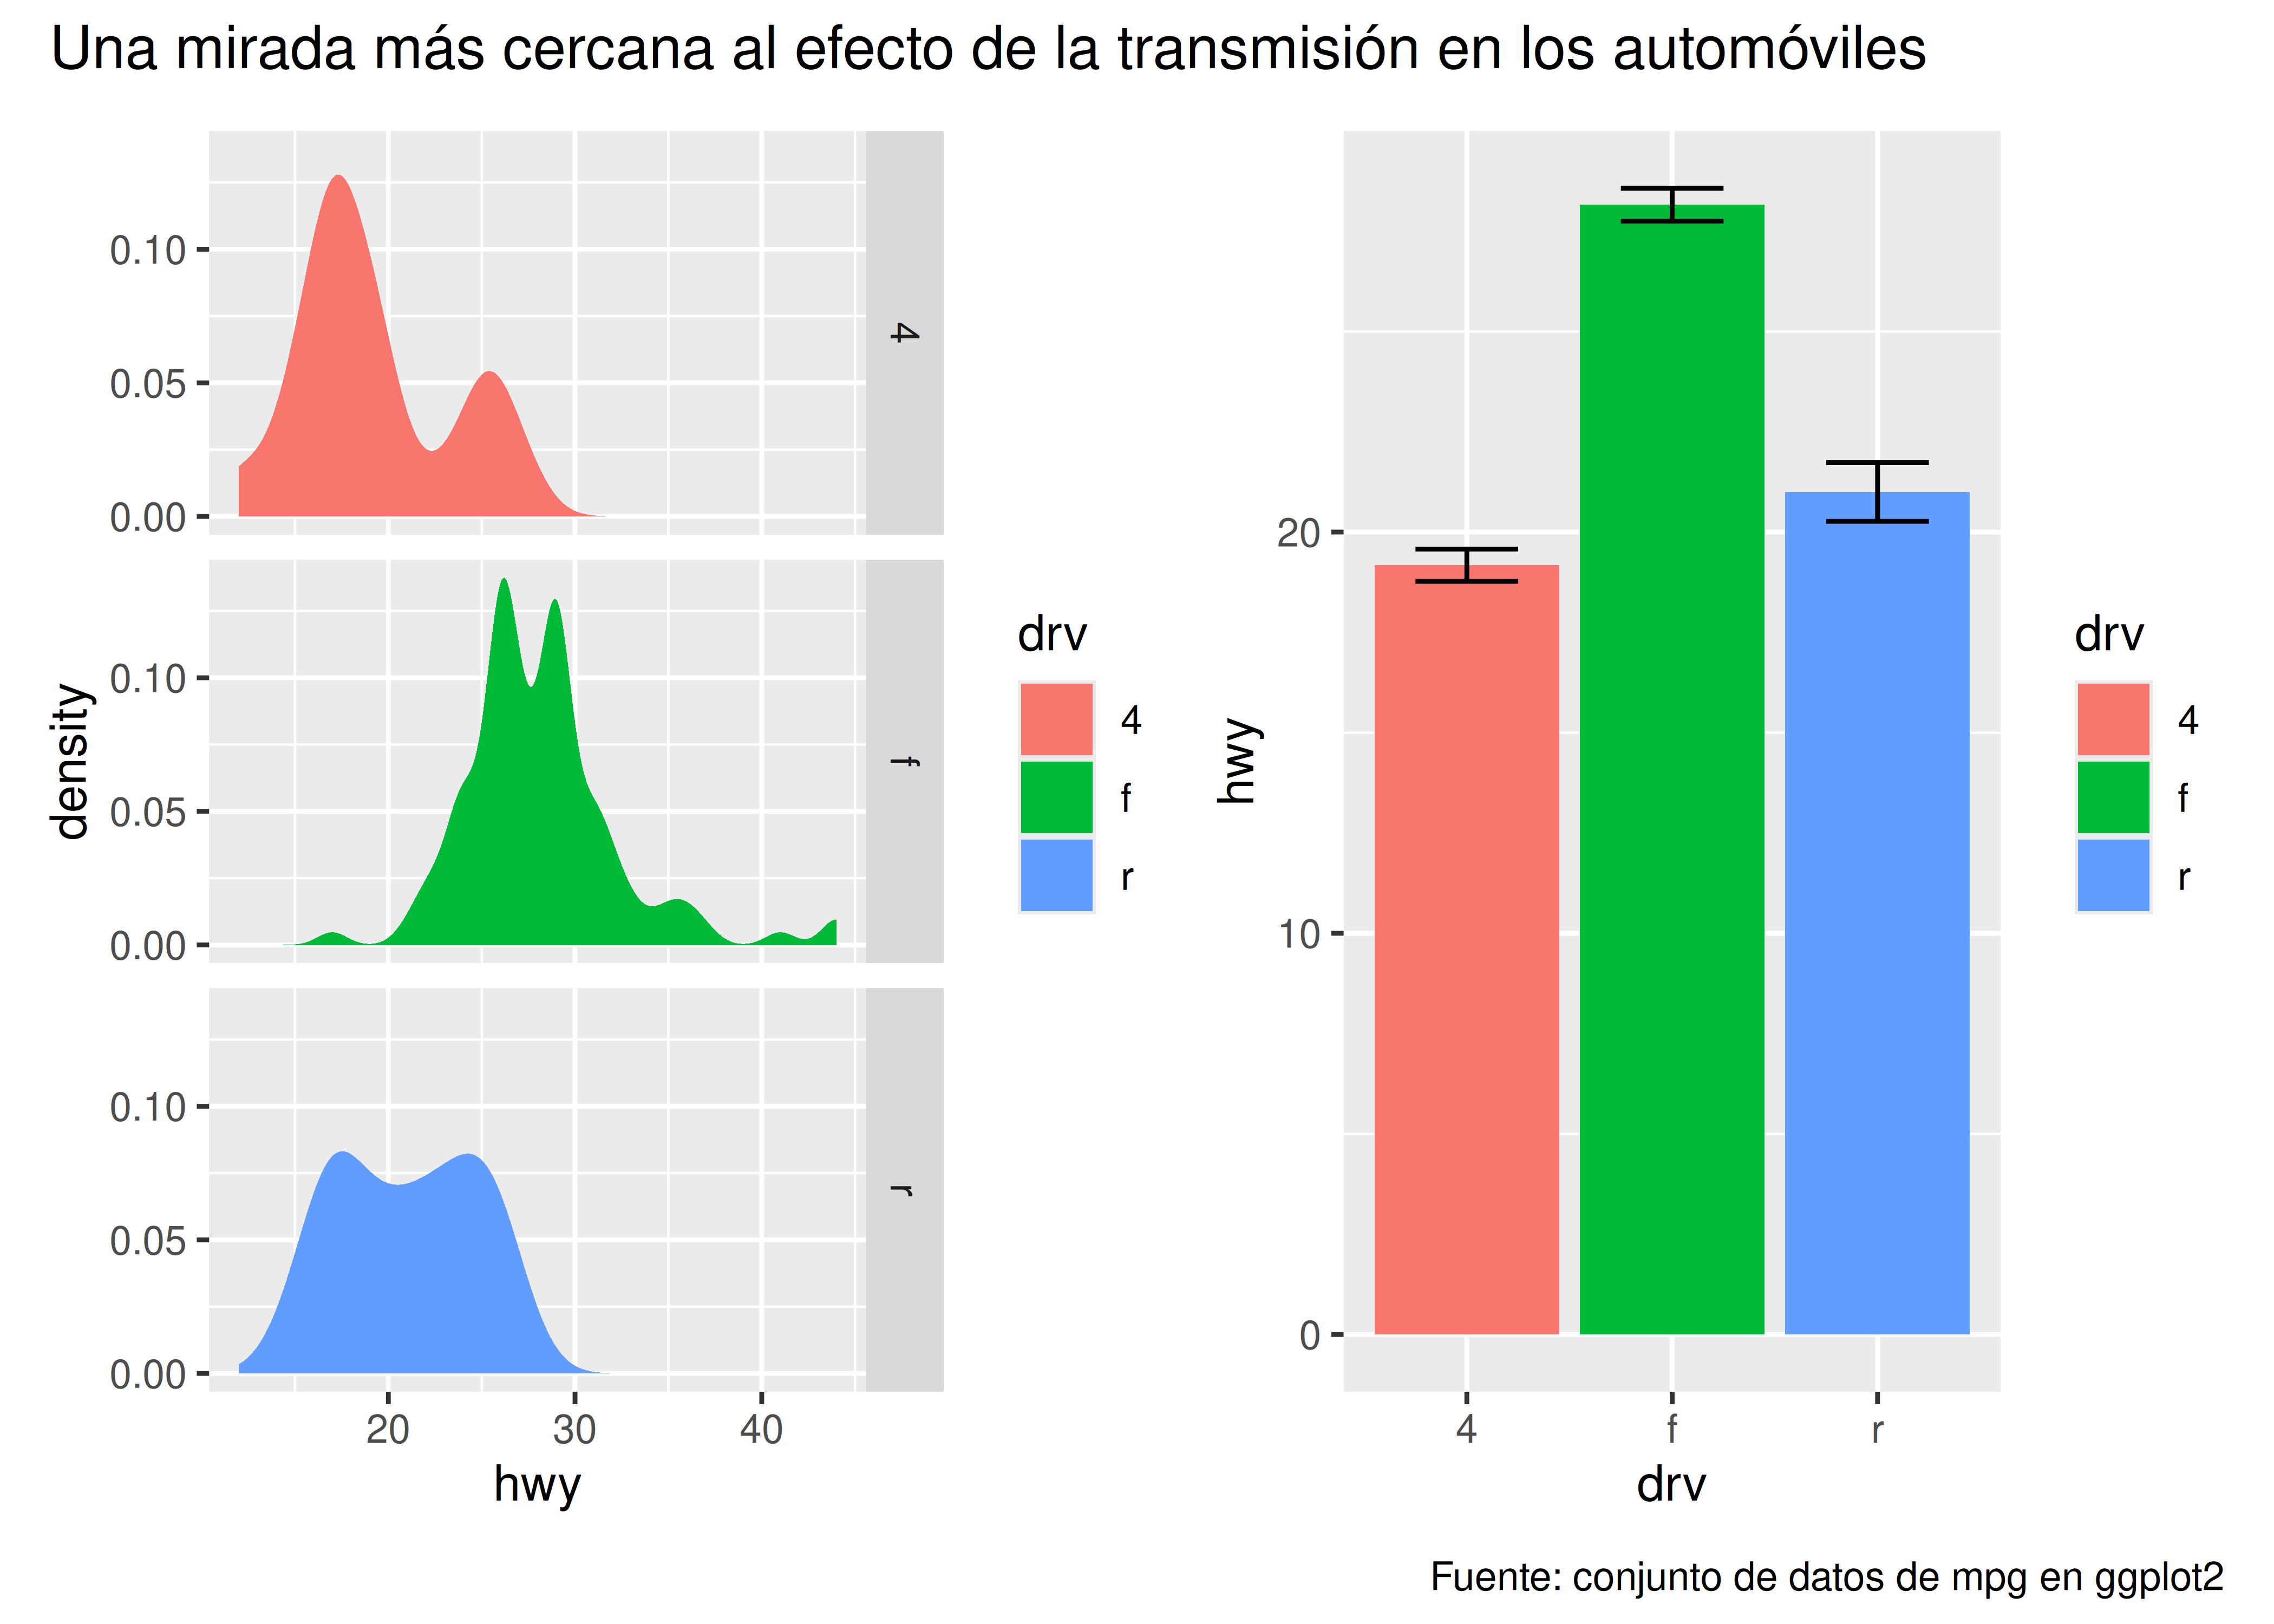 Una mirada más cercana al efecto de la transmisión en los automóviles
density
0.10
0.05
0.00
4
0.10
0.05
0.00
f
0.10
0.05
0.00
r
20 30 40
hwy
drv
4
f
r
hwy
20
10
0
4 f r
drv
drv
4
f
r
Fuente: conjunto de datos de mpg en ggplot2